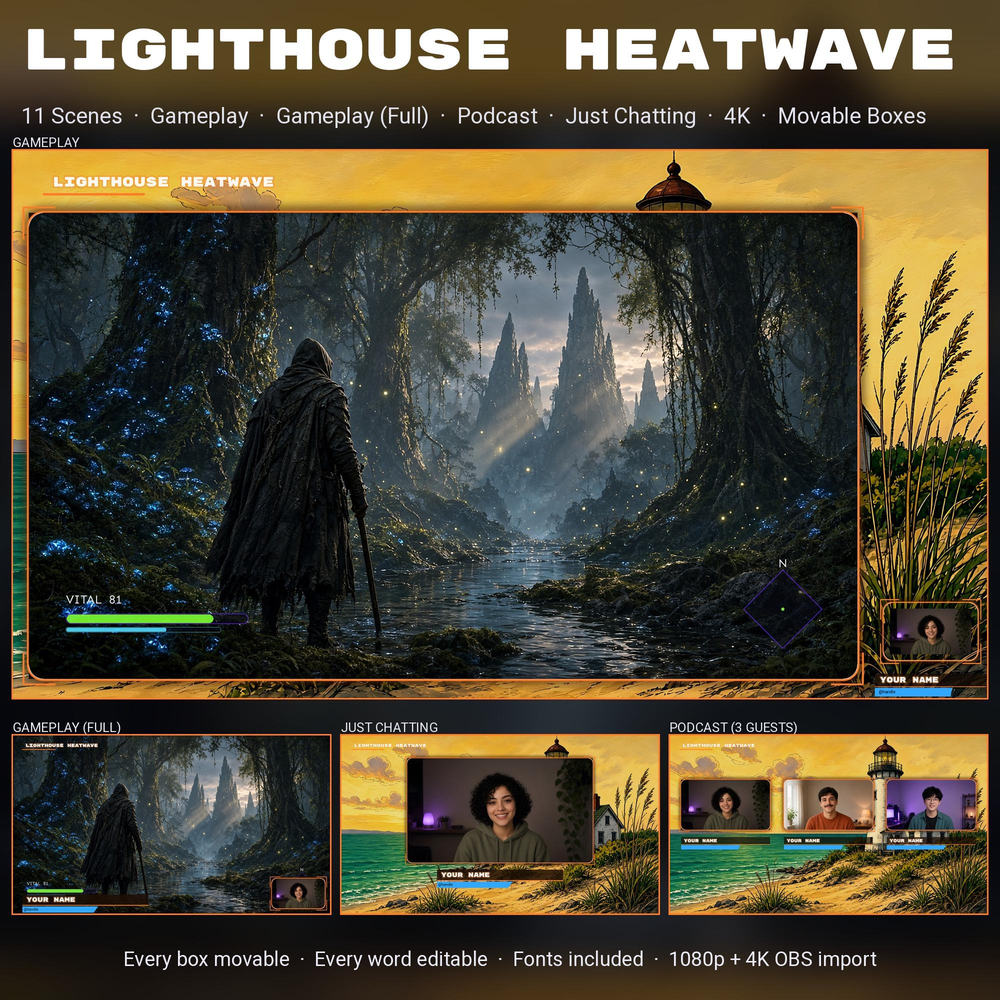 LIGHTHOUSE HEATWAVE
11 Scenes · Gameplay · Gameplay (Full) · Podcast · Just Chatting · 4K · Movable Boxes
GAMEPLAY
LIGHTHOUSE HEATWAVE
N
VITAL 81
YOUR NAME
@handle
GAMEPLAY (FULL)
JUST CHATTING
PODCAST (3 GUESTS)
LIGHTHOUSE HEATWAVE
LIGHTHOUSE HEATWAVE
LIGHTHOUSE HEATWAVE
YOUR NAME
YOUR NAME
YOUR NAME
VITAL 81
YOUR NAME
YOUR NAME
Every box movable · Every word editable · Fonts included · 1080p + 4K OBS import